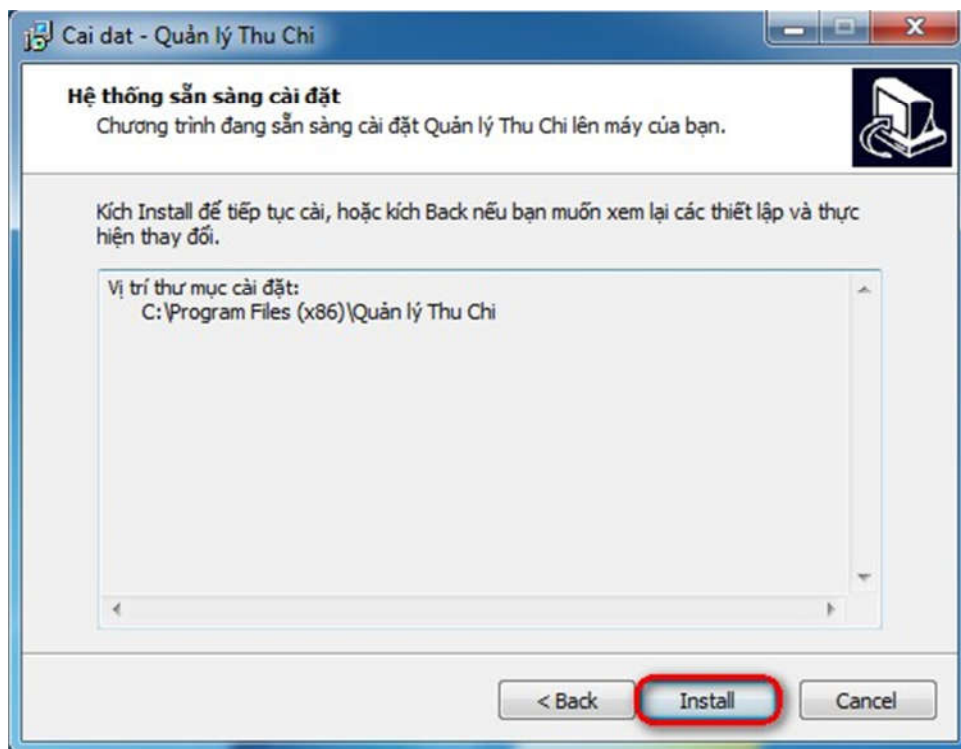 Cai dat - Quản lý Thu Chi
Hệ thống sẵn sàng cài đặt
Chương trình đang sẵn sàng cài đặt Quản lý Thu Chi lên máy của bạn.
Kích Install để tiếp tục cài, hoặc kích Back nếu bạn muốn xem lại các thiết lập và thực
hiện thay đổi.
Vị trí thư mục cài đặt:
C:\Program Files (x86)\Quản lý Thu Chi
< Back Install Cancel